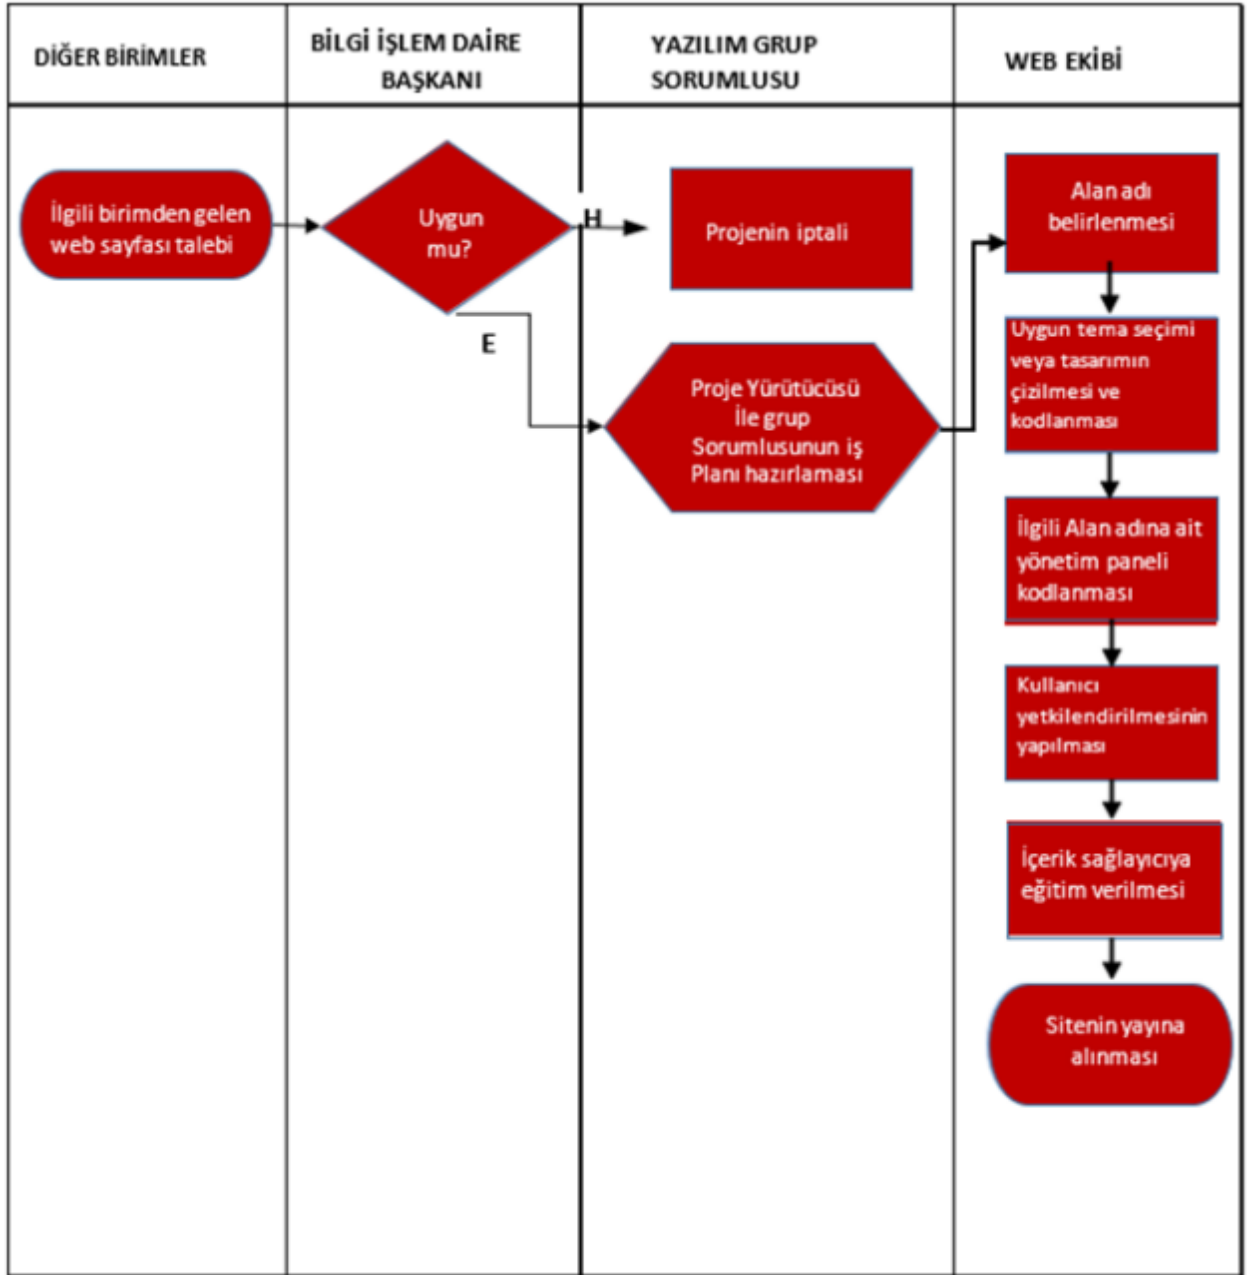 DİĞER BİRİMLER
BİLGİ İŞLEM DAİRE
BAŞKANI
YAZILIM GRUP
SORUMLUSU
WEB EKİBİ
İlgili birimden gelen
web sayfası talebi
Uygun
mu?
H
E
Projenin iptali
Proje Yürütücüsü
İle grup
Sorumlusunun iş
Planı hazırlaması
Alan adı
belirlenmesi
Uygun tema seçimi
veya tasarımın
çizilmesi ve
kodlanması
İlgili Alan adına ait
yönetim paneli
kodlanması
Kullanıcı
yetkilendirilmesinin
yapılması
İçerik sağlayıcıya
eğitim verilmesi
Sitenin yayına
alınması